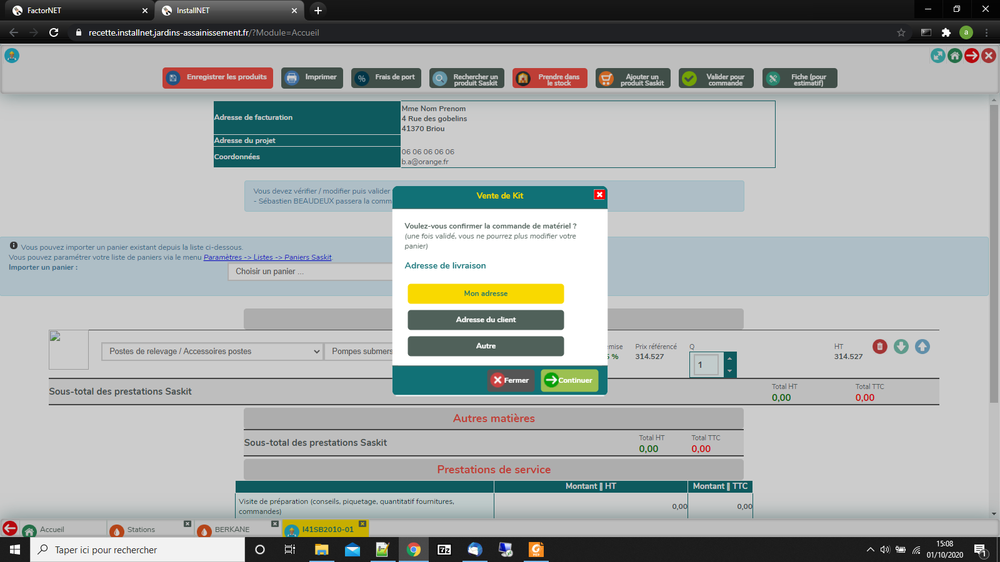 FactorNET
InstallNET
recette.installnet.jardins-assainissement.fr/?Module=Accueil
a
Enregistrer les produits
Imprimer
% Frais de port
Rechercher un
produit Saskit
Prendre dans
le stock
Ajouter un
produit Saskit
Valider pour
commande
Fiche (pour
estimatif)
Adresse de facturation
Mme Nom Prenom
4 Rue des gobelins
41370 Briou
Adresse du projet
Coordonnées
06 06 06 06 06
b.a@orange.fr
Vous devez vérifier / modifier puis valider
- Sébastien BEAUDEUX passera la comm
Vous pouvez importer un panier existant depuis la liste ci-dessous.
Vous pouvez paramétrer votre liste de paniers via le menu Paramètres -> Listes -> Paniers Saskit.
Importer un panier :
Choisir un panier ...
Vente de Kit
Voulez-vous confirmer la commande de matériel ?
(une fois validé, vous ne pourrez plus modifier votre
panier)
Adresse de livraison
Mon adresse
Adresse du client
Autre
Fermer
Continuer
Postes de relevage / Accessoires postes
Pompes submers
emise
%
Prix référencé
314.527
Q
1
HT
314.527
Sous-total des prestations Saskit
Total HT
0,00
Total TTC
0,00
Autres matières
Sous-total des prestations Saskit
Total HT
0,00
Total TTC
0,00
Prestations de service
Montant || HT
Montant || TTC
Visite de préparation (conseils, piquetage, quantitatif fournitures,
commandes)
0,00
0,00
Accueil
Stations
BERKANE
I41SB2010-01
Taper ici pour rechercher
7z
15:08
01/10/2020
1